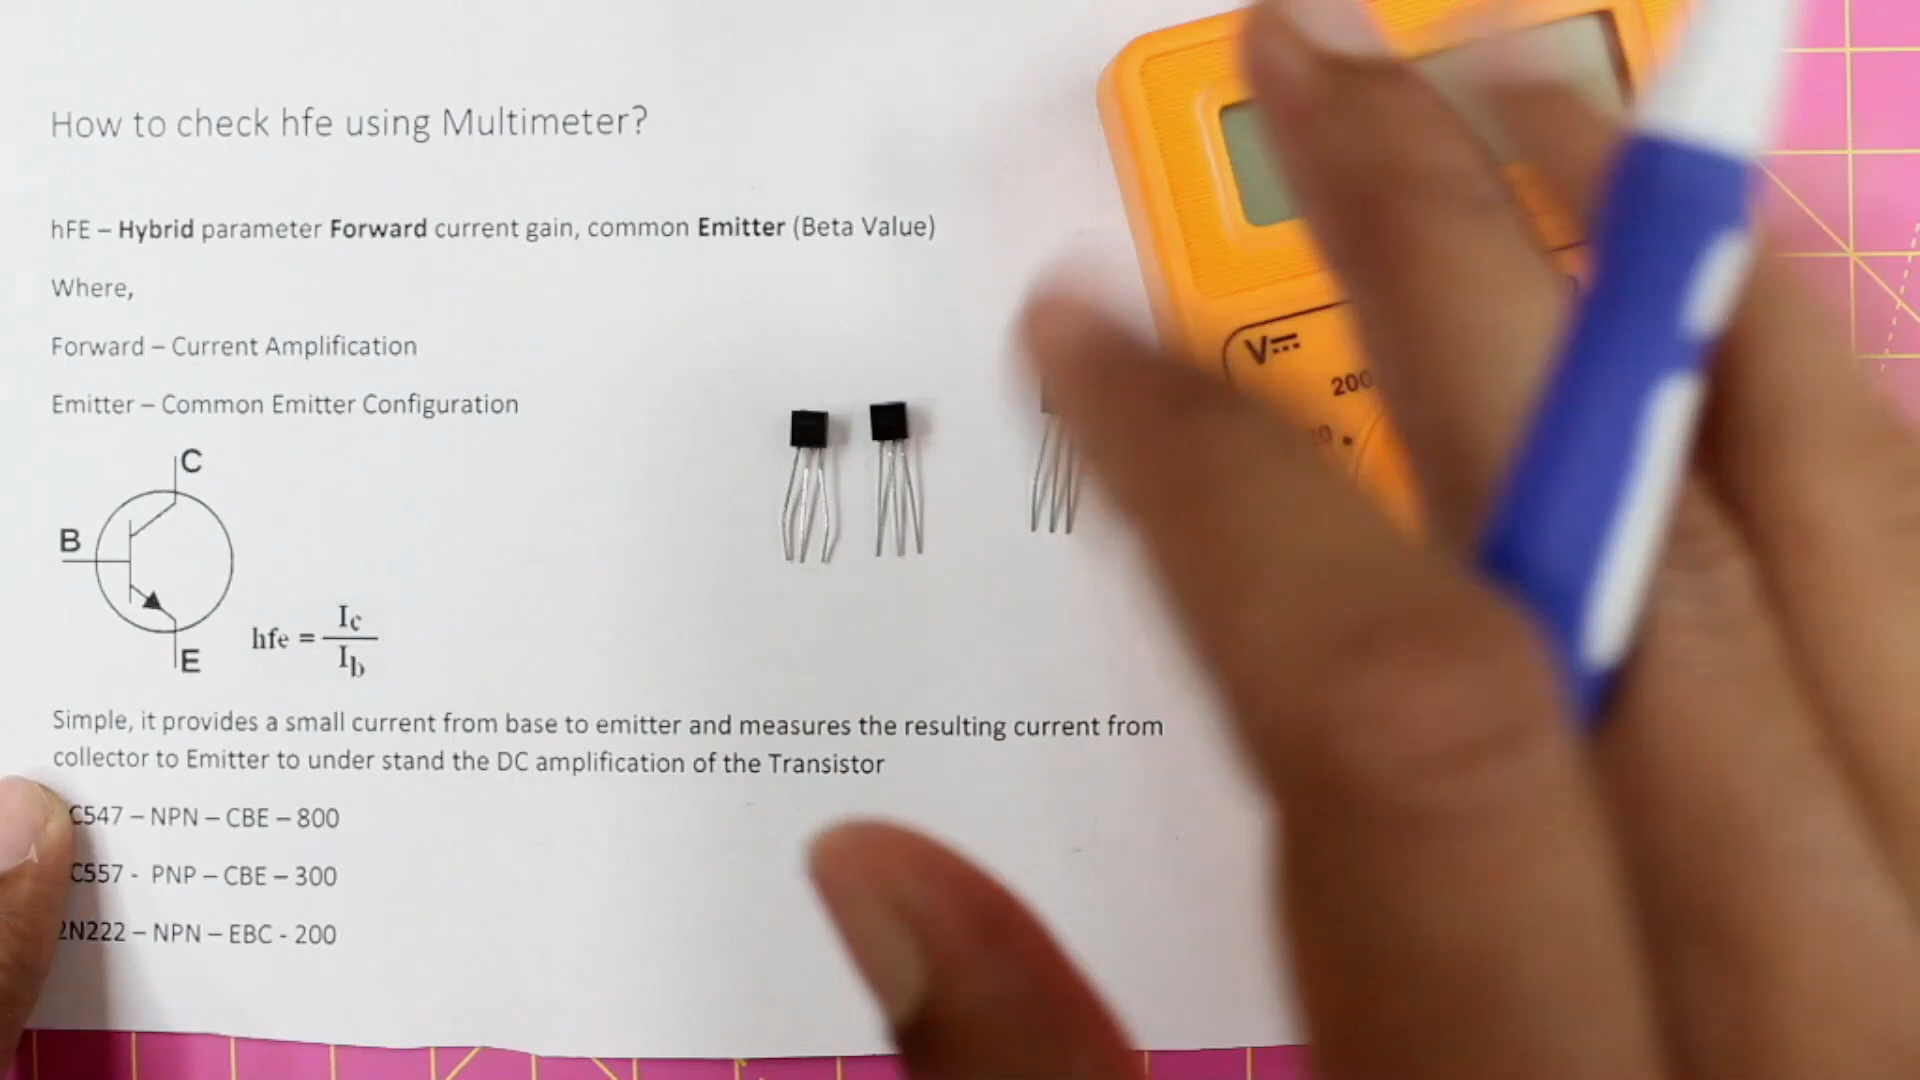 How to check hfe using Multimeter?
hFE – Hybrid parameter Forward current gain, common Emitter (Beta Value)
Where,
Forward – Current Amplification
Emitter – Common Emitter Configuration
C
B
E
hfe = Ic / Ib
Simple, it provides a small current from base to emitter and measures the resulting current from
collector to Emitter to under stand the DC amplification of the Transistor
C547 – NPN – CBE – 800
C557 - PNP – CBE – 300
2N222 – NPN – EBC - 200
V
200